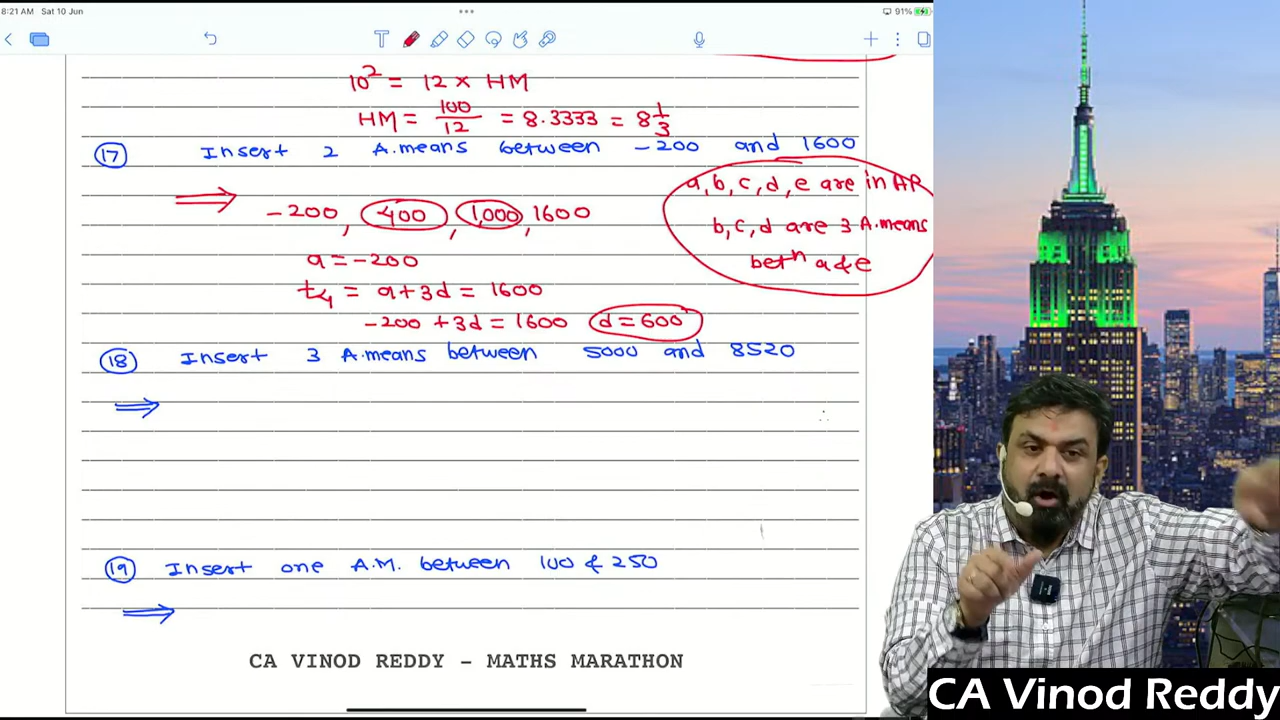 8:21 AM Sat 10 Jun
91%
10² = 12 × HM
HM = 100/12 = 8.3333 = 8 1/3
(17) Insert 2 A.means between -200 and 1600
⇒ -200, 400, 1,000, 1600
a, b, c, d, e are in AP
b, c, d are 3 A.means
betⁿ a & e
a = -200
t₄ = a+3d = 1600
-200 + 3d = 1600 d = 600
(18) Insert 3 A.means between 5000 and 8520
⇒
(19) Insert one A.M. between 100 & 250
⇒
CA VINOD REDDY - MATHS MARATHON
CA Vinod Reddy